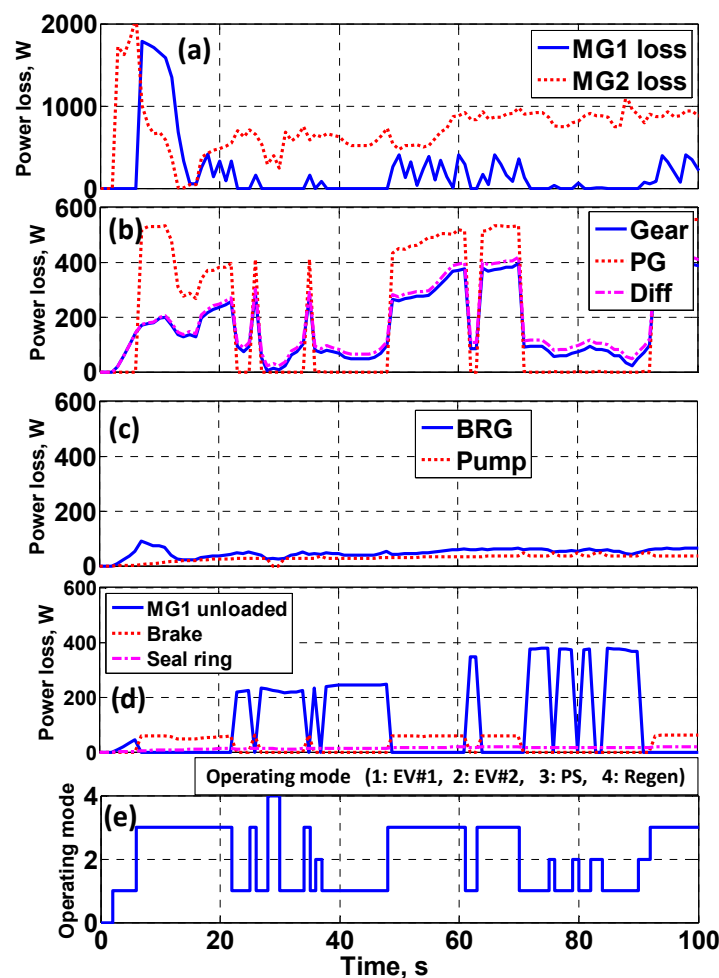 2000
1000
0
Power loss, W
(a)
MG1 loss
MG2 loss
600
400
200
0
Power loss, W
(b)
Gear
PG
Diff
600
400
200
0
Power loss, W
(c)
BRG
Pump
600
400
200
0
Power loss, W
MG1 unloaded
Brake
Seal ring
(d)
Operating mode (1: EV#1, 2: EV#2, 3: PS, 4: Regen)
4
2
0
Operating mode
(e)
0 20 40 60 80 100
Time, s